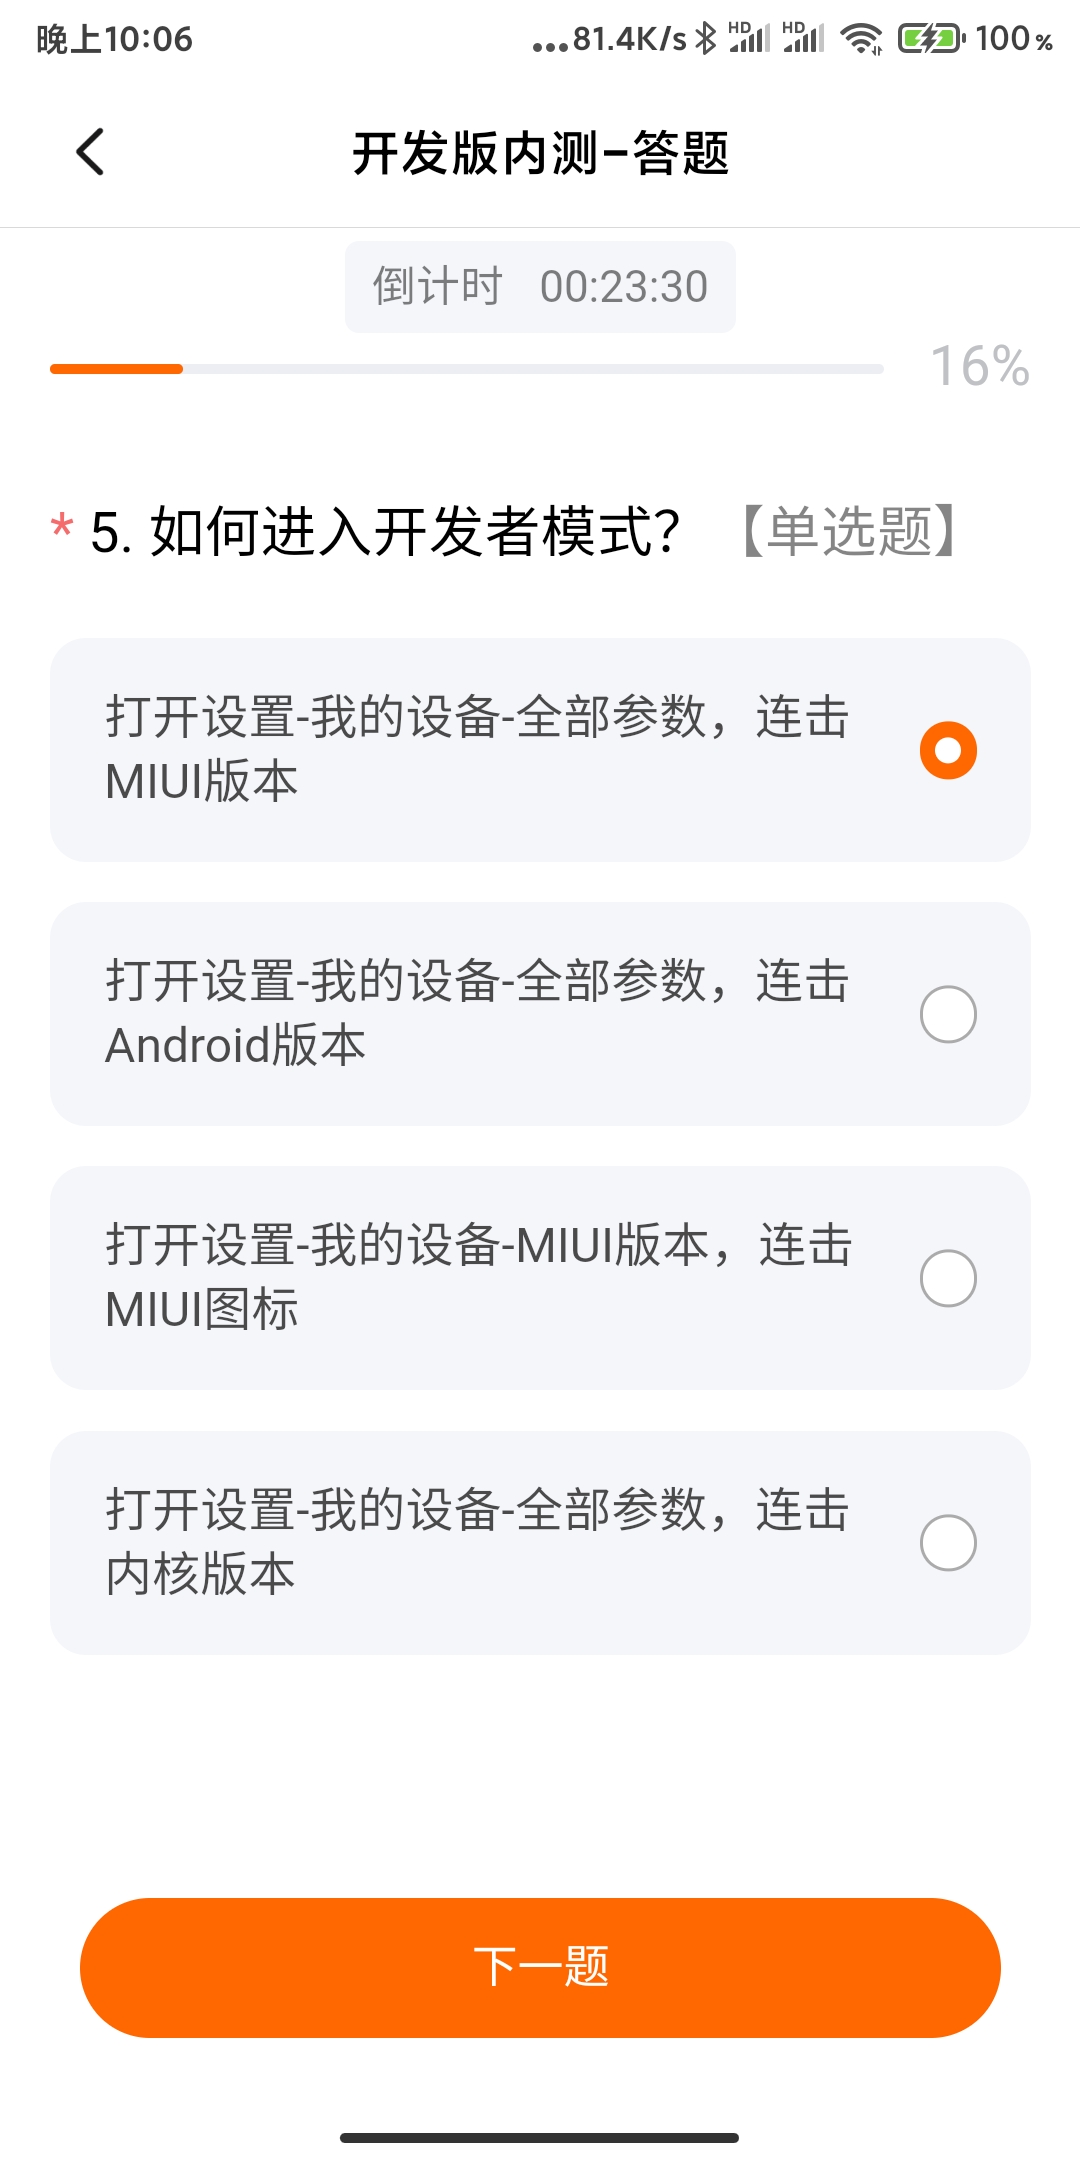 晚上10:06 ...81.4K/s HD HD 100%
开发版内测-答题
倒计时 00:23:30
16%
* 5. 如何进入开发者模式？ 【单选题】
打开设置-我的设备-全部参数，连击
MIUI版本
打开设置-我的设备-全部参数，连击
Android版本
打开设置-我的设备-MIUI版本，连击
MIUI图标
打开设置-我的设备-全部参数，连击
内核版本
下一题